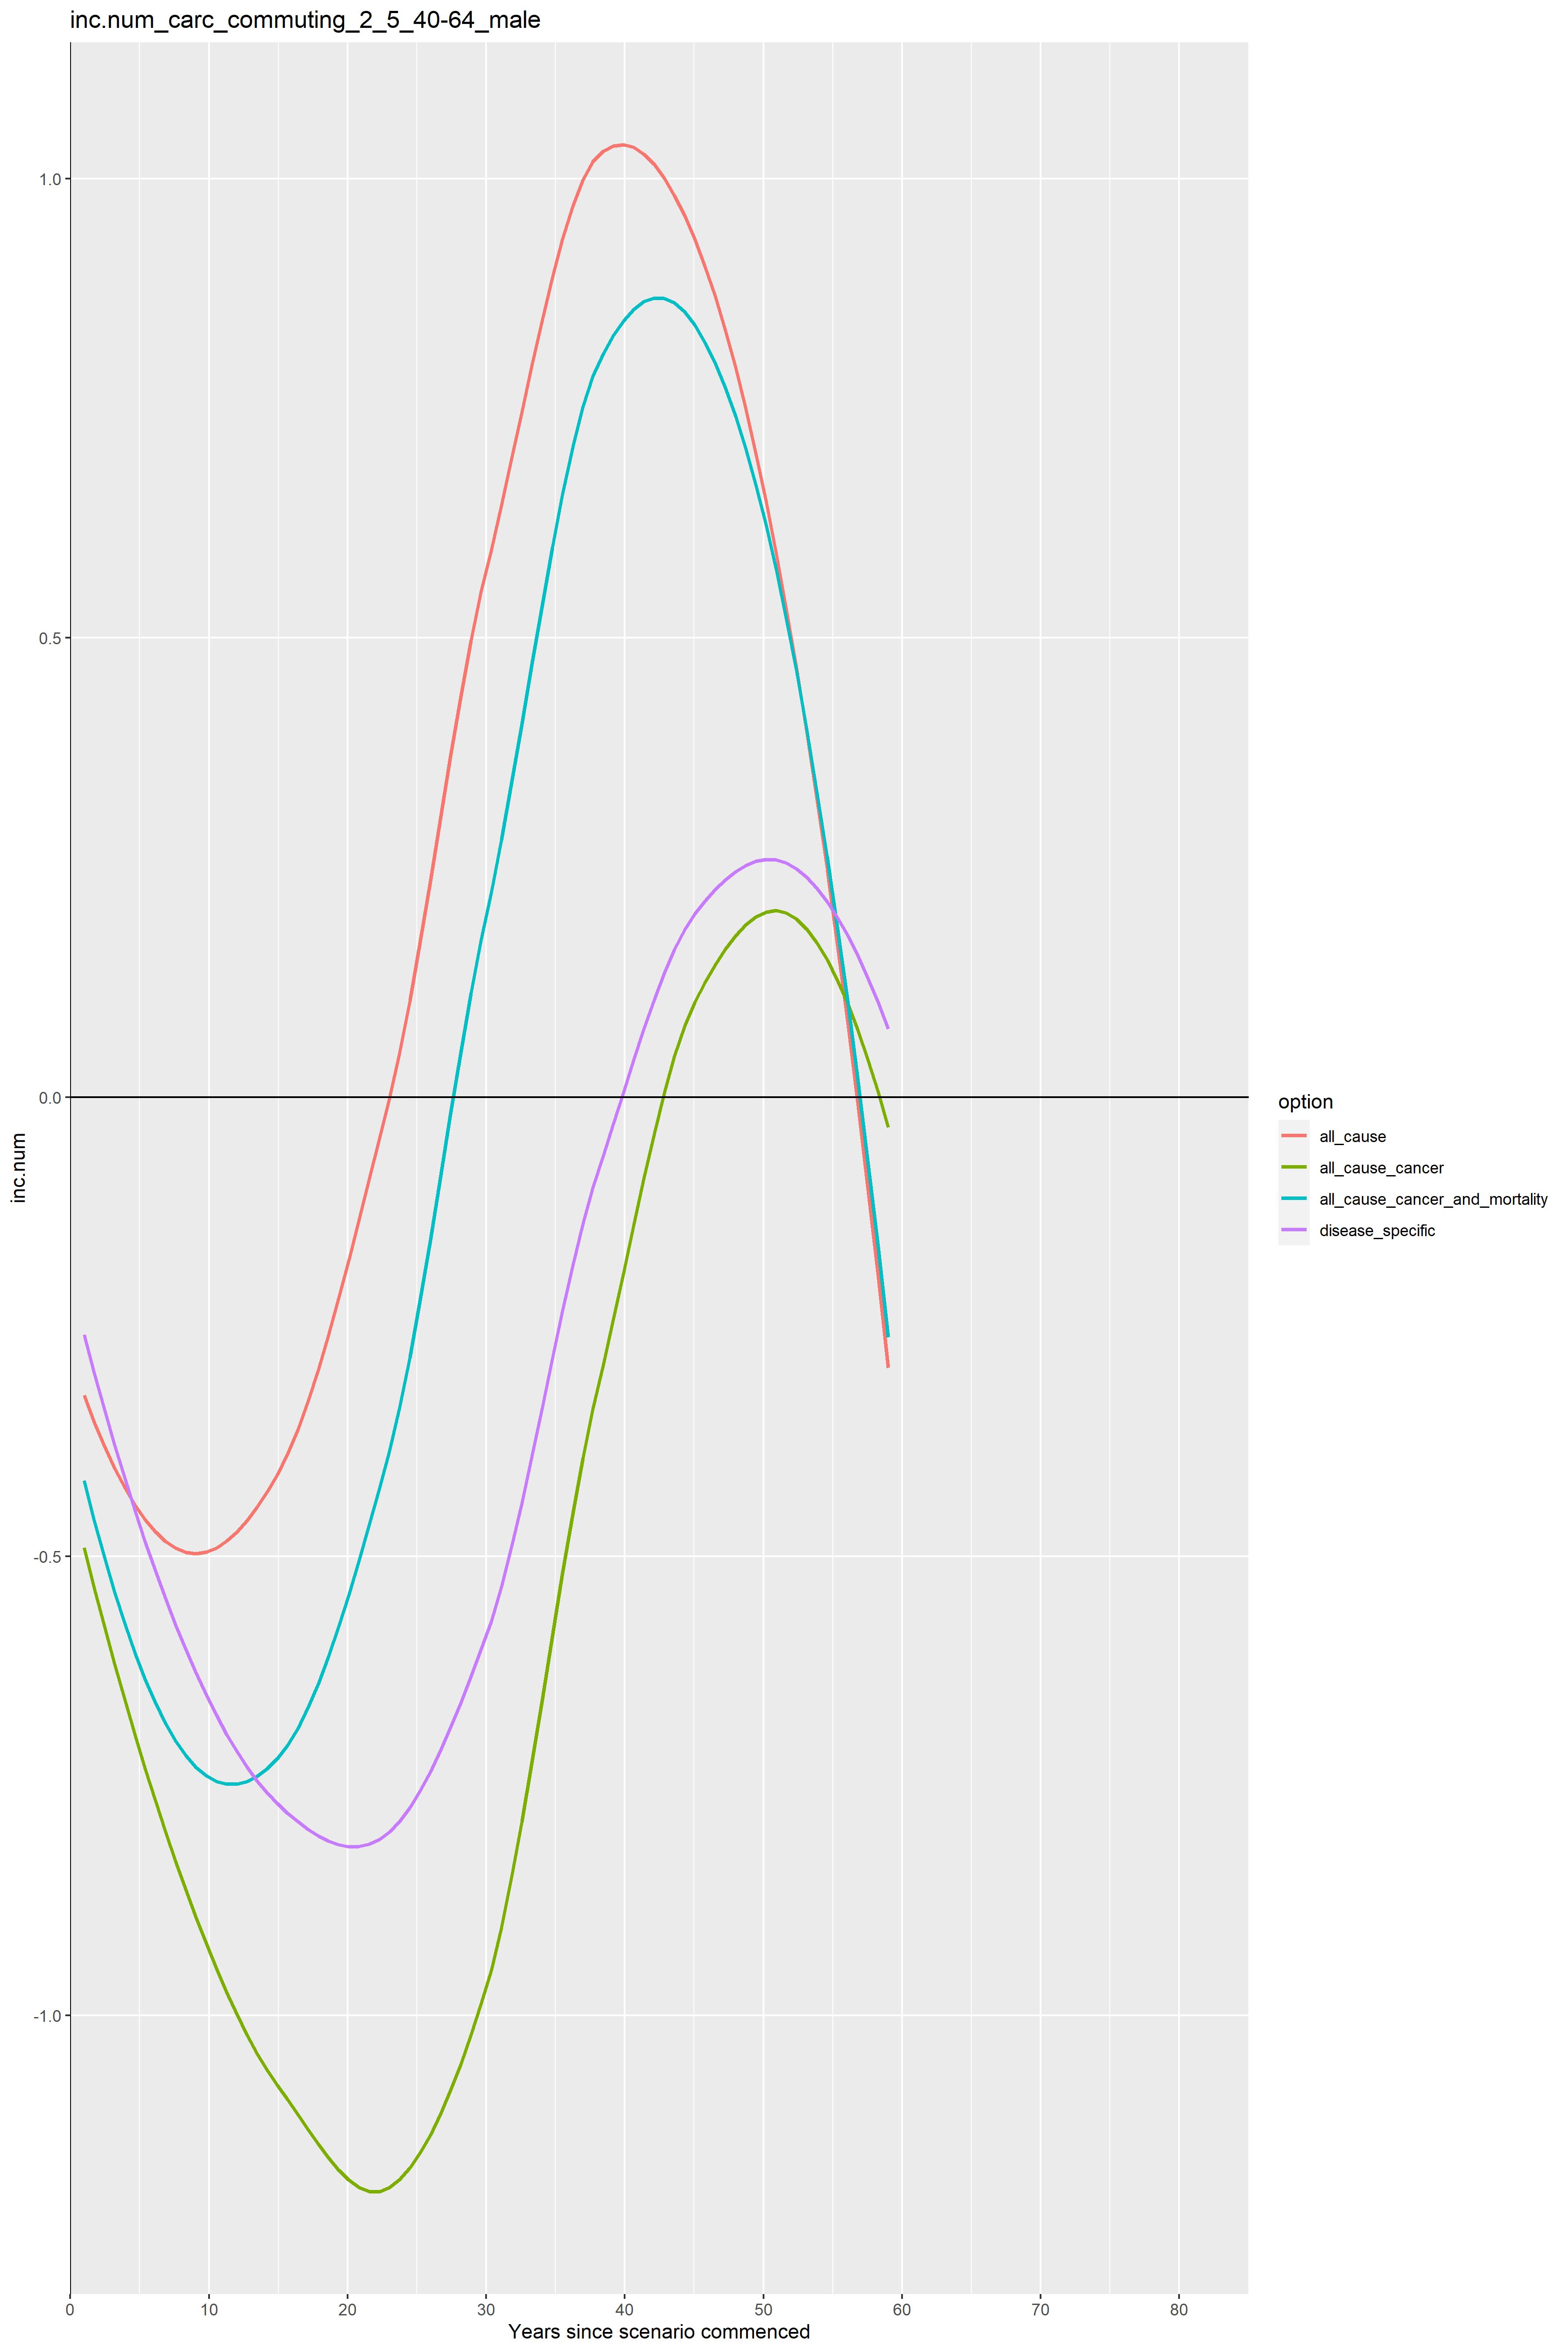 inc.num_carc_commuting_2_5_40-64_male
1.0
0.5
0.0
-0.5
-1.0
inc.num
0 10 20 30 40 50 60 70 80
Years since scenario commenced
option
all_cause
all_cause_cancer
all_cause_cancer_and_mortality
disease_specific